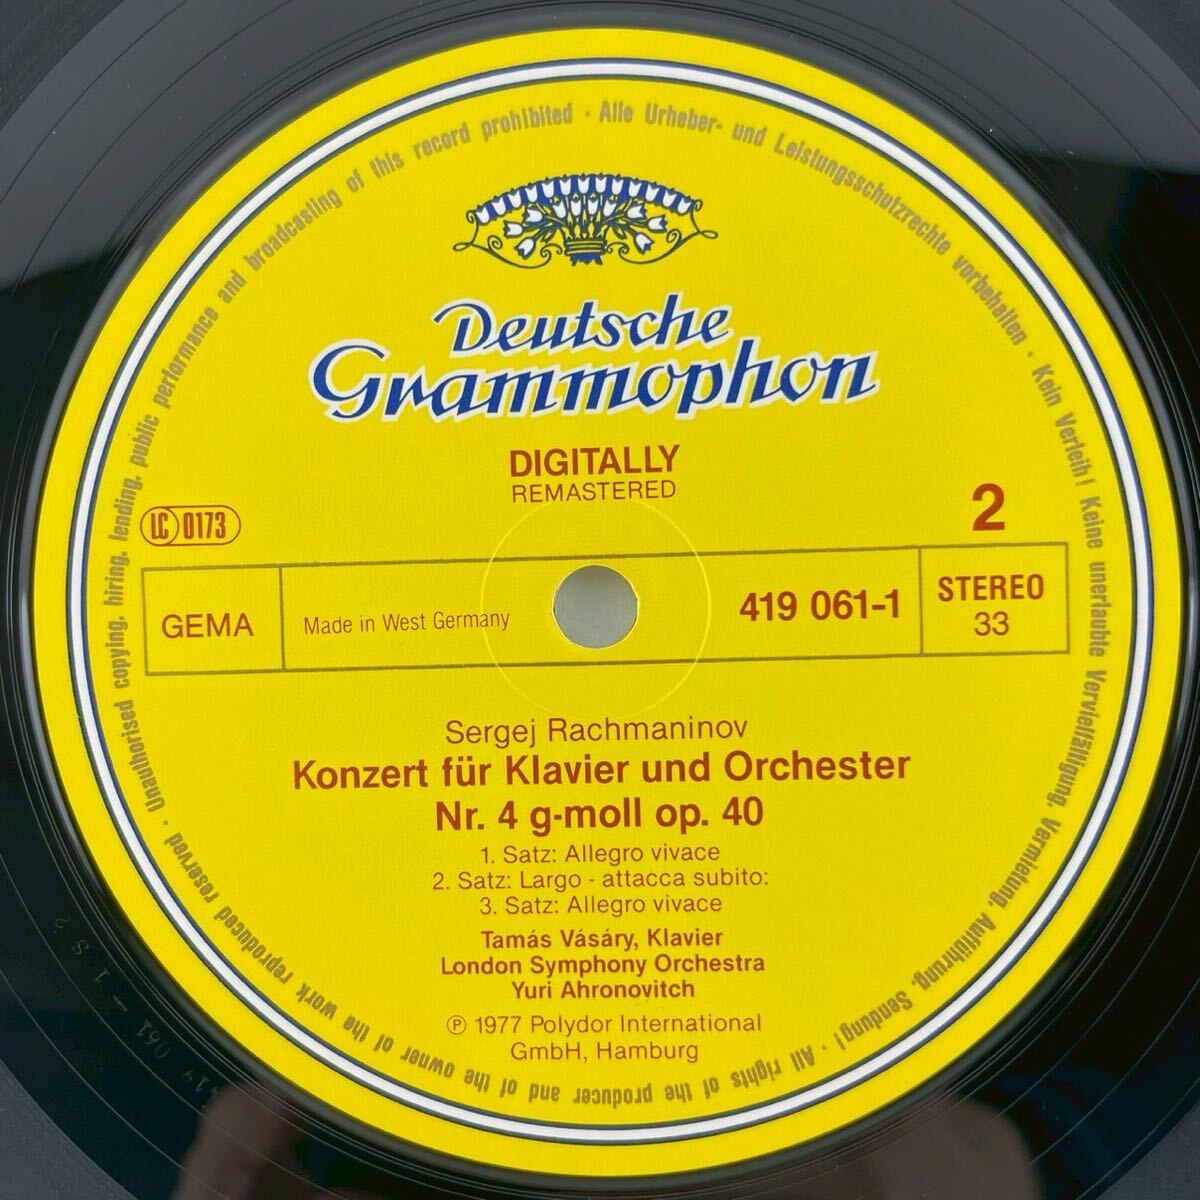 Deutsche
Grammophon
DIGITALLY
REMASTERED
LC 0173
2
GEMA
Made in West Germany
419 061-1
STEREO
33
Sergej Rachmaninov
Konzert für Klavier und Orchester
Nr. 4 g-moll op. 40
1. Satz: Allegro vivace
2. Satz: Largo - attacca subito:
3. Satz: Allegro vivace
Tamás Vásáry, Klavier
London Symphony Orchestra
Yuri Ahronovitch
℗ 1977 Polydor International
GmbH, Hamburg
Alle Urheber- und Leistungsschutzrechte vorbehalten · Kein Verleih! Keine unerlaubte Vervielfältigung, Vermietung, Aufführung, Sendung! · All rights of the producer and of the owner of the work reproduced reserved · Unauthorised copying, hiring, lending, public performance and broadcasting of this record prohibited ·